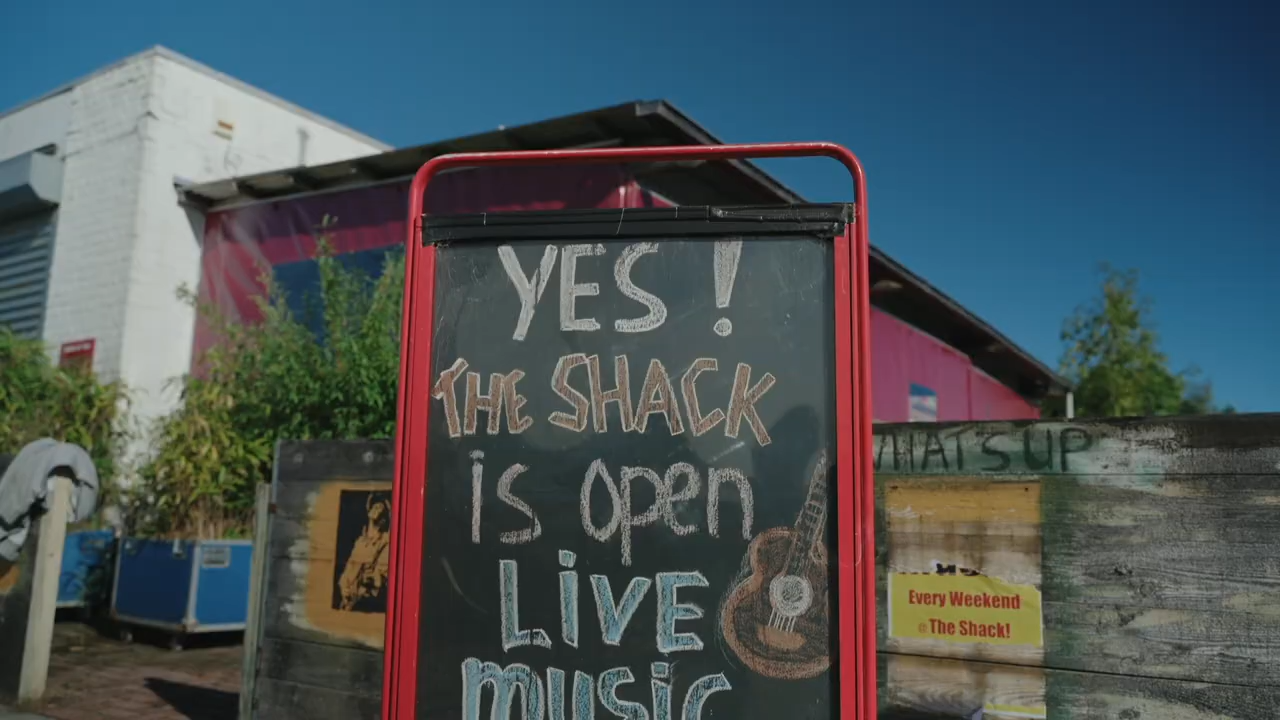 YES!
THE SHACK
is open
LiVE
music
WHATS UP
Every Weekend
@ The Shack!